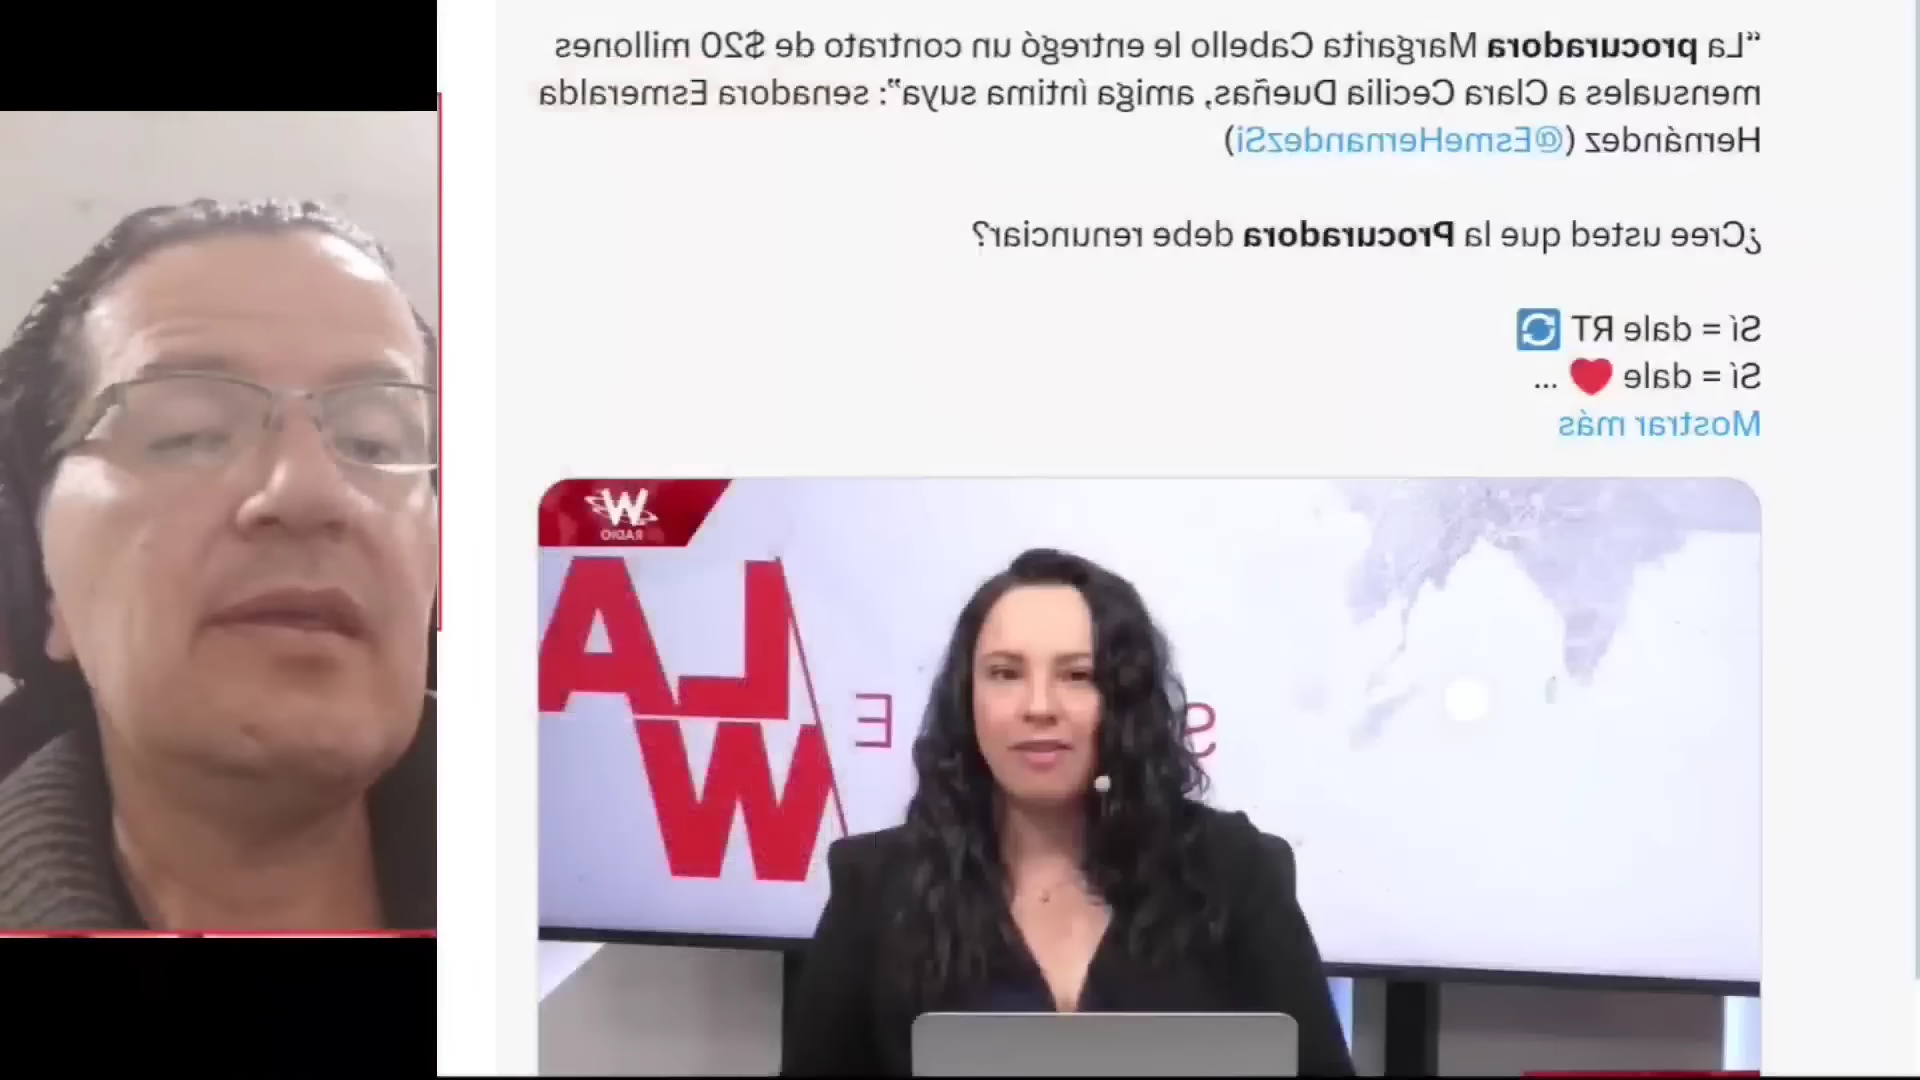 “La procuradora Margarita Cabello le entregó un contrato de $20 millones
mensuales a Clara Cecilia Dueñas, amiga íntima suya”: senadora Esmeralda
Hernández (@EsmeHernandezSi)
¿Cree usted que la Procuradora debe renunciar?
Sí = dale RT
Sí = dale ...
Mostrar más
W
RADIO
LA
W
S
E